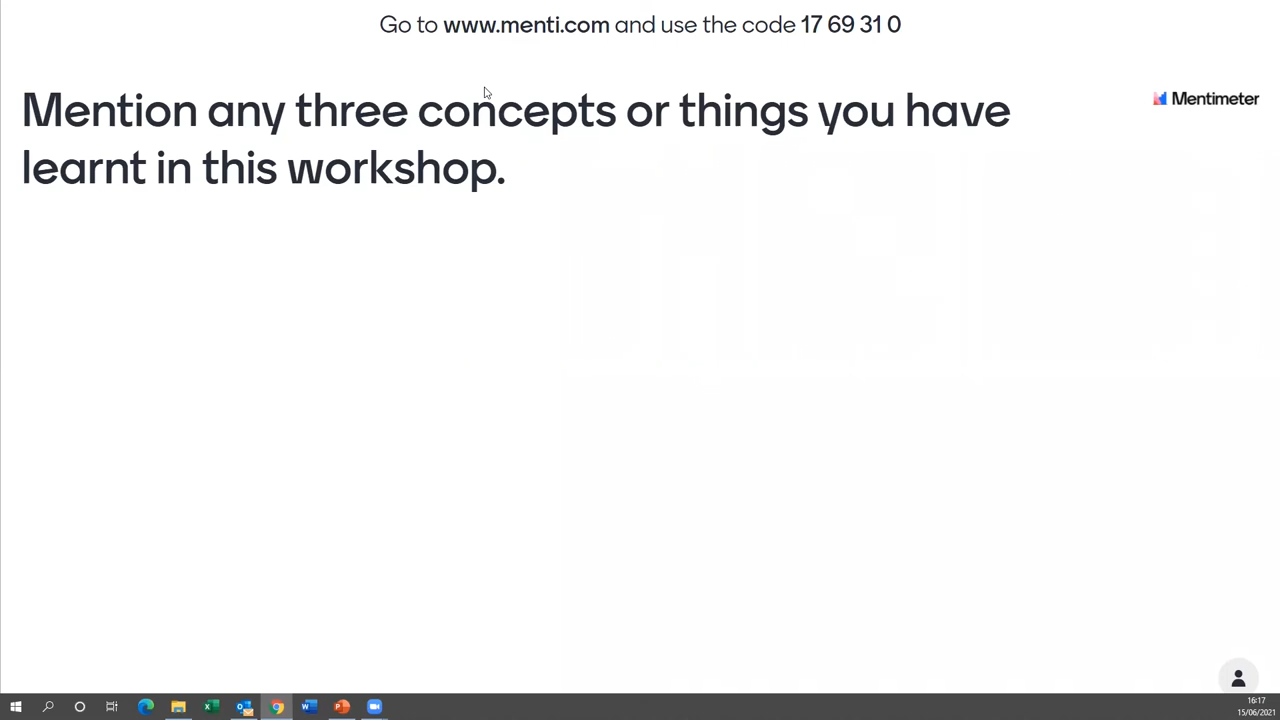 Go to www.menti.com and use the code 17 69 31 0
Mention any three concepts or things you have
learnt in this workshop.
Mentimeter
16:17
15/06/2021